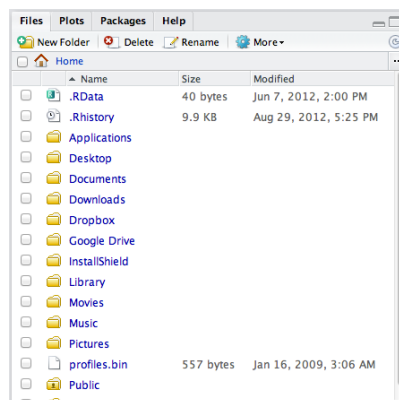 Files Plots Packages Help
New Folder Delete Rename More
Home
Name Size Modified
.RData 40 bytes Jun 7, 2012, 2:00 PM
.Rhistory 9.9 KB Aug 29, 2012, 5:25 PM
Applications
Desktop
Documents
Downloads
Dropbox
Google Drive
InstallShield
Library
Movies
Music
Pictures
profiles.bin 557 bytes Jan 16, 2009, 3:06 AM
Public